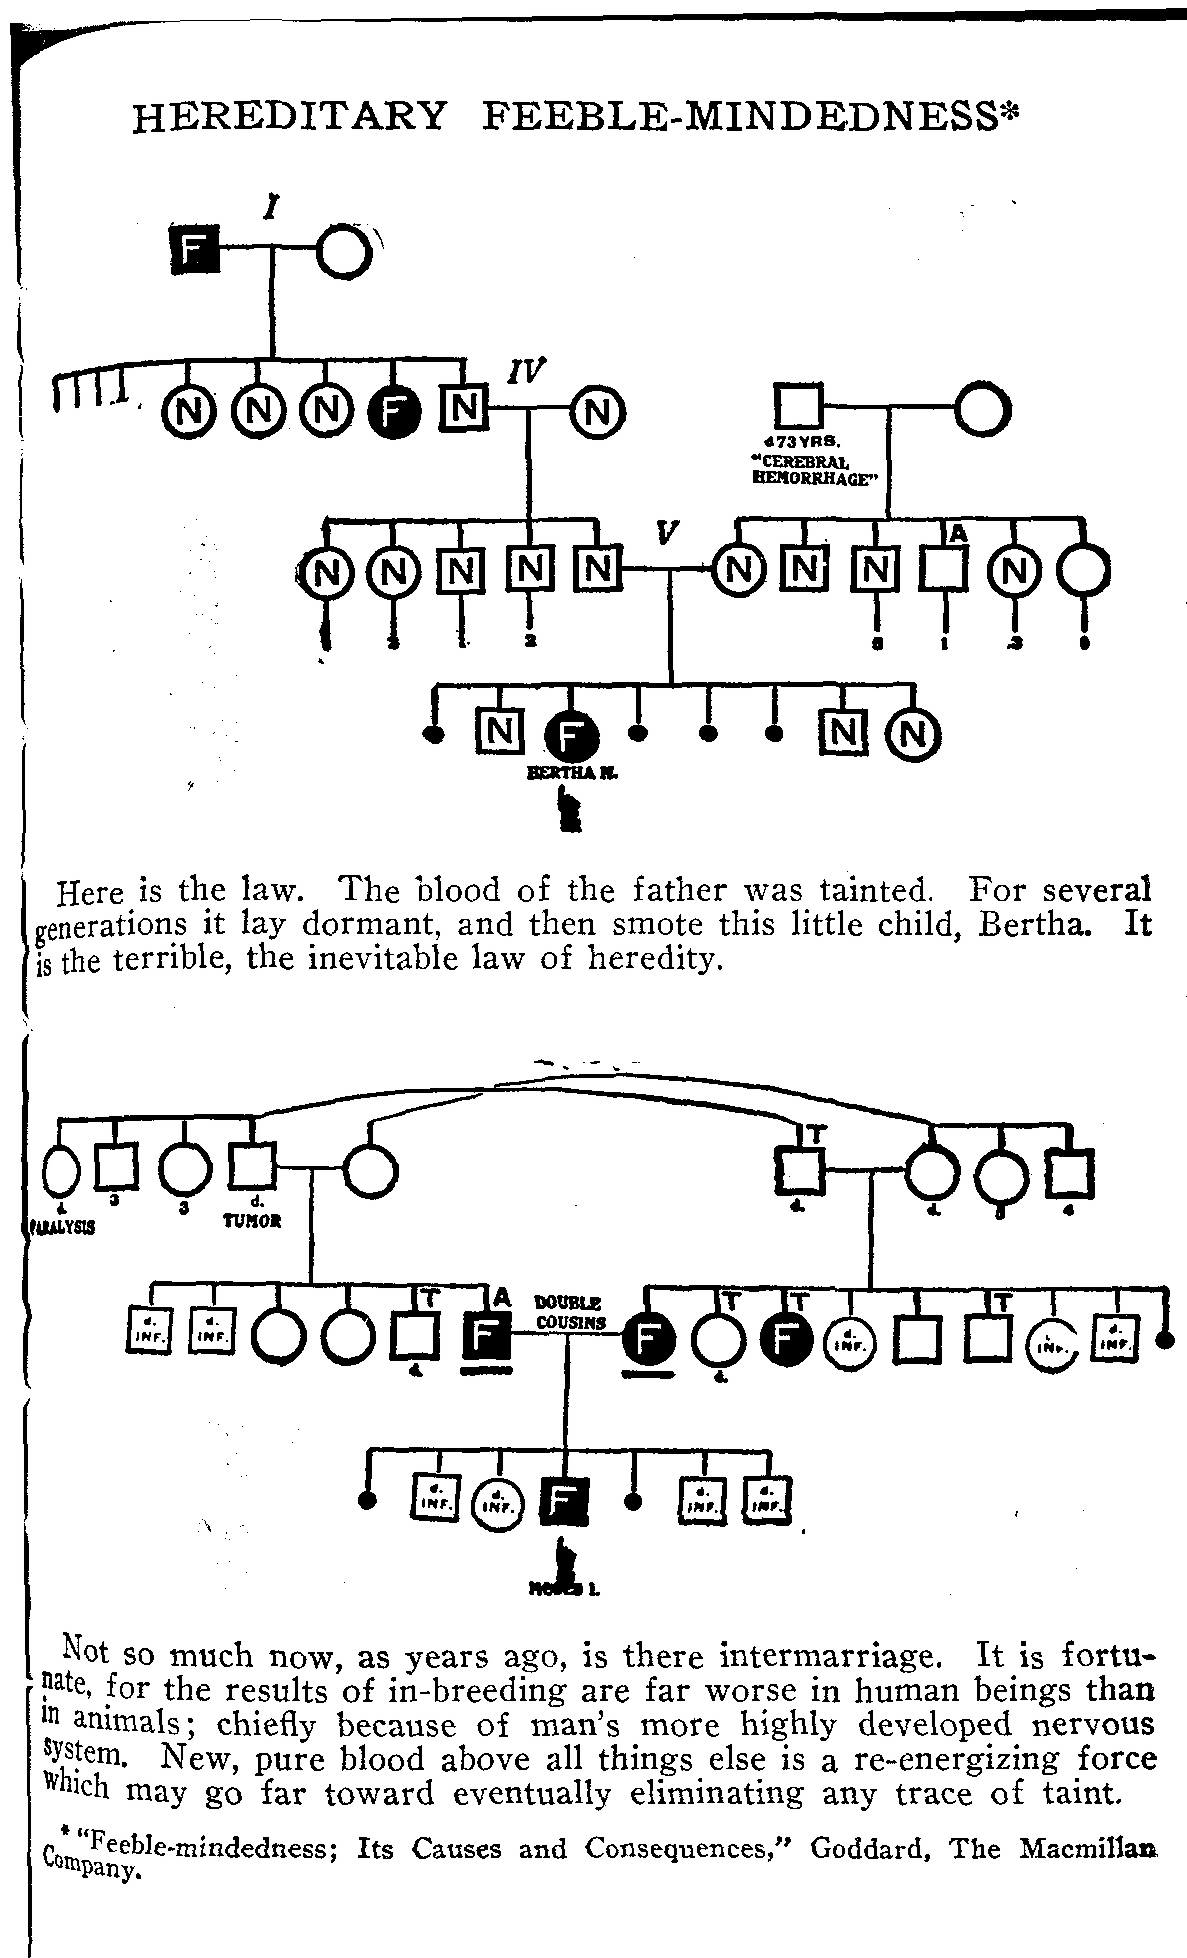 HEREDITARY FEEBLE-MINDEDNESS*
I
F
IV
N N N F N N
d 73 YRS.
"CEREBRAL
HEMORRHAGE"
V
A
N N N N N N N N N
2 1 2 1 3
N F N N
BERTHA N.
Here is the law. The blood of the father was tainted. For several
generations it lay dormant, and then smote this little child, Bertha. It
is the terrible, the inevitable law of heredity.
T
3 3 d. d. d. 4
PARALYSIS TUMOR
T A DOUBLE T T T
COUSINS
d. d. F F F d. d.
INF. INF. INF. INF. INF.
d. d.
d. d. F d. d.
INF. INF. INF. INF.
Not so much now, as years ago, is there intermarriage. It is fortu-
nate, for the results of in-breeding are far worse in human beings than
in animals; chiefly because of man's more highly developed nervous
system. New, pure blood above all things else is a re-energizing force
which may go far toward eventually eliminating any trace of taint.
* "Feeble-mindedness; Its Causes and Consequences," Goddard, The Macmillan
Company.